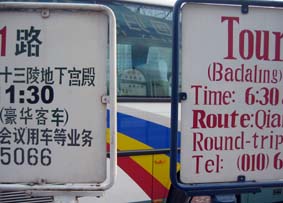 1 路
十三陵地下宫殿
1:30
(豪华客车)
会议用车等业务
5066
Tour
(Badaling)
Time: 6:30
Route: Qia
Round-trip
Tel: (010) 6